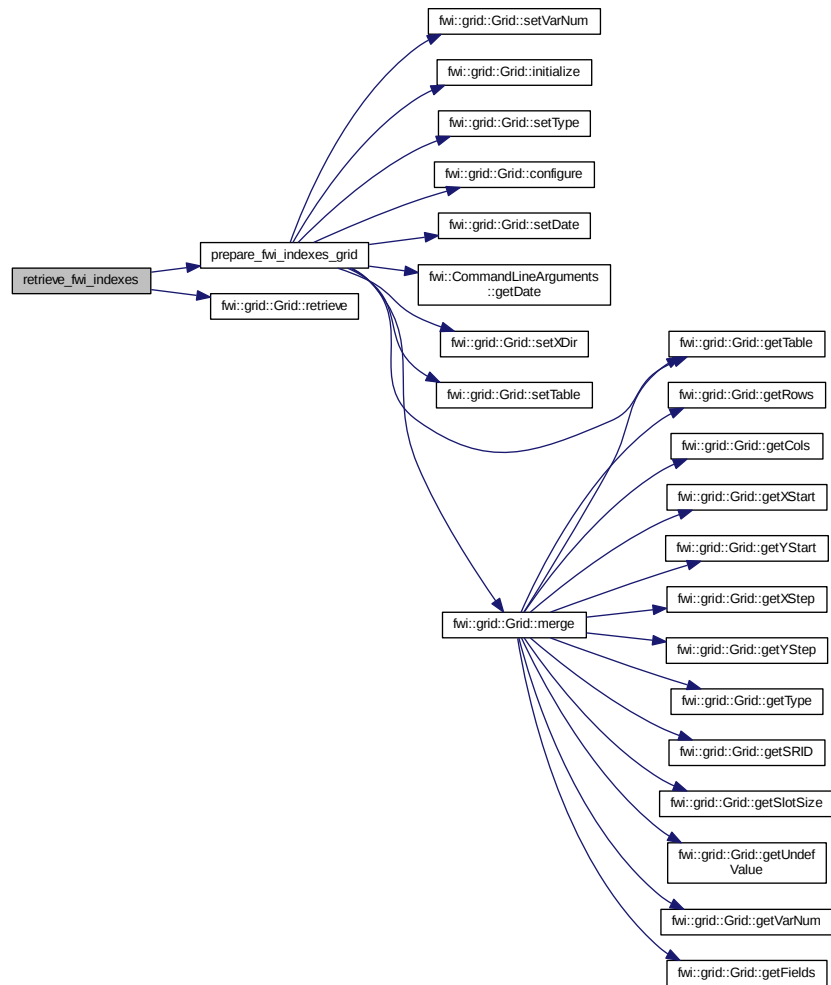 fwi::grid::Grid::setVarNum
fwi::grid::Grid::initialize
fwi::grid::Grid::setType
fwi::grid::Grid::configure
fwi::grid::Grid::setDate
prepare_fwi_indexes_grid
retrieve_fwi_indexes
fwi::CommandLineArguments
::getDate
fwi::grid::Grid::retrieve
fwi::grid::Grid::setXDir
fwi::grid::Grid::getTable
fwi::grid::Grid::setTable
fwi::grid::Grid::getRows
fwi::grid::Grid::getCols
fwi::grid::Grid::getXStart
fwi::grid::Grid::getYStart
fwi::grid::Grid::getXStep
fwi::grid::Grid::merge
fwi::grid::Grid::getYStep
fwi::grid::Grid::getType
fwi::grid::Grid::getSRID
fwi::grid::Grid::getSlotSize
fwi::grid::Grid::getUndef
Value
fwi::grid::Grid::getVarNum
fwi::grid::Grid::getFields